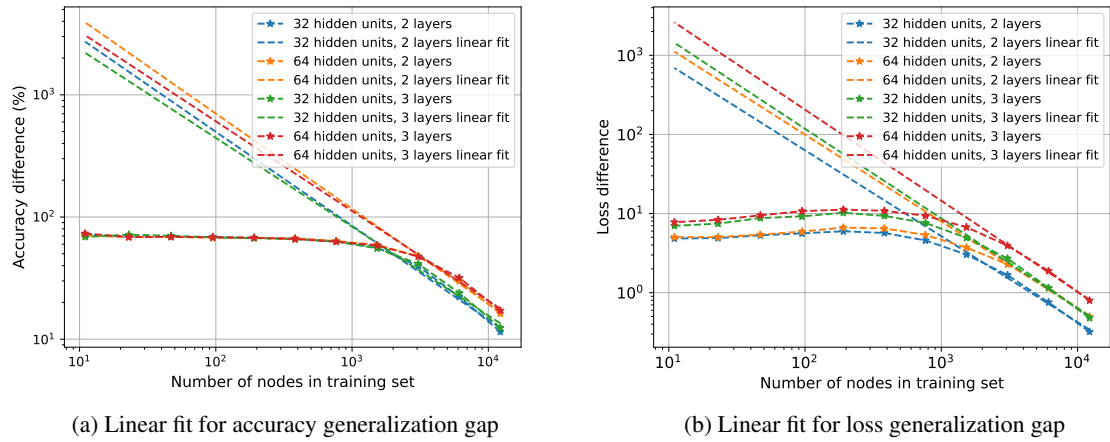 32 hidden units, 2 layers
32 hidden units, 2 layers linear fit
64 hidden units, 2 layers
64 hidden units, 2 layers linear fit
32 hidden units, 3 layers
32 hidden units, 3 layers linear fit
64 hidden units, 3 layers
64 hidden units, 3 layers linear fit
Accuracy difference (%)
10³
10²
10¹
10¹ 10² 10³ 10⁴
Number of nodes in training set
(a) Linear fit for accuracy generalization gap
32 hidden units, 2 layers
32 hidden units, 2 layers linear fit
64 hidden units, 2 layers
64 hidden units, 2 layers linear fit
32 hidden units, 3 layers
32 hidden units, 3 layers linear fit
64 hidden units, 3 layers
64 hidden units, 3 layers linear fit
Loss difference
10³
10²
10¹
10⁰
10¹ 10² 10³ 10⁴
Number of nodes in training set
(b) Linear fit for loss generalization gap